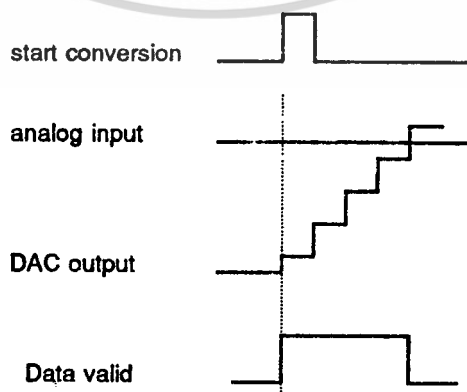 start conversion
analog input
DAC output
Data valid